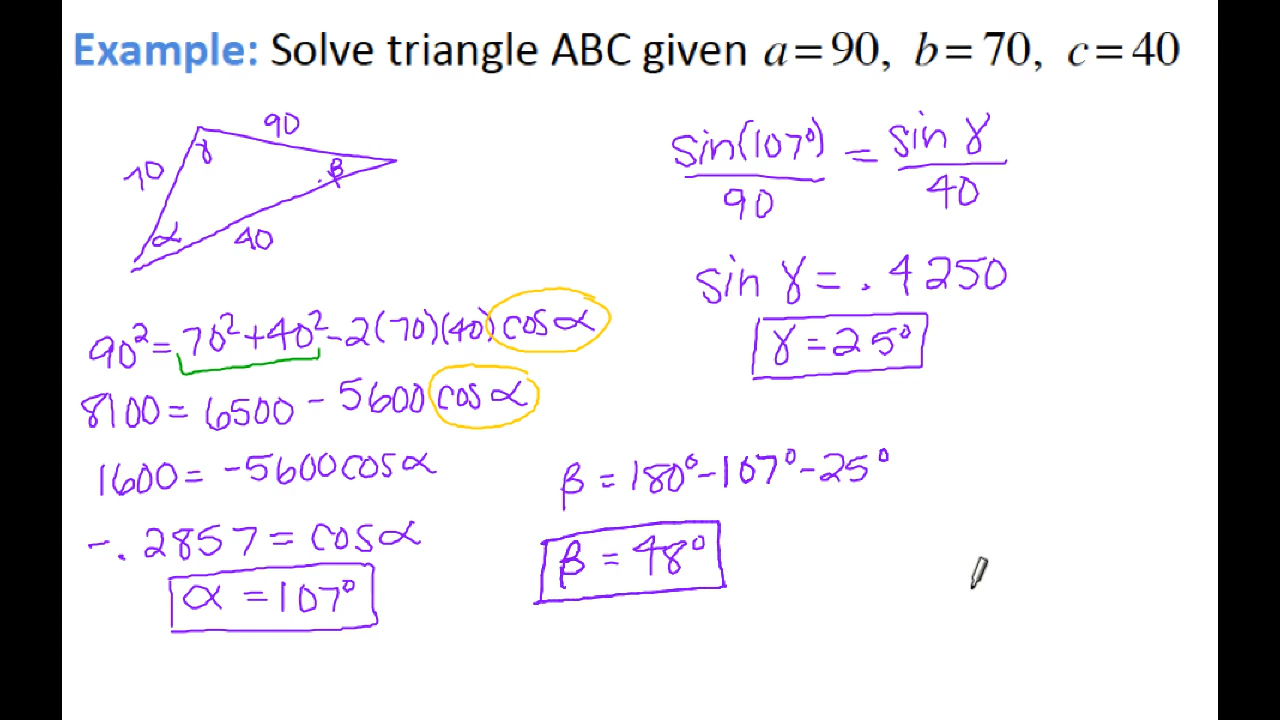 Example: Solve triangle ABC given a=90, b=70, c=40
90
70
γ
β
α
40
90² = 70² + 40² - 2(70)(40) cos α
8100 = 6500 - 5600 cos α
1600 = -5600 cos α
-.2857 = cos α
α = 107°
sin(107°)/90 = sin γ/40
sin γ = .4250
γ = 25°
β = 180° - 107° - 25°
β = 48°